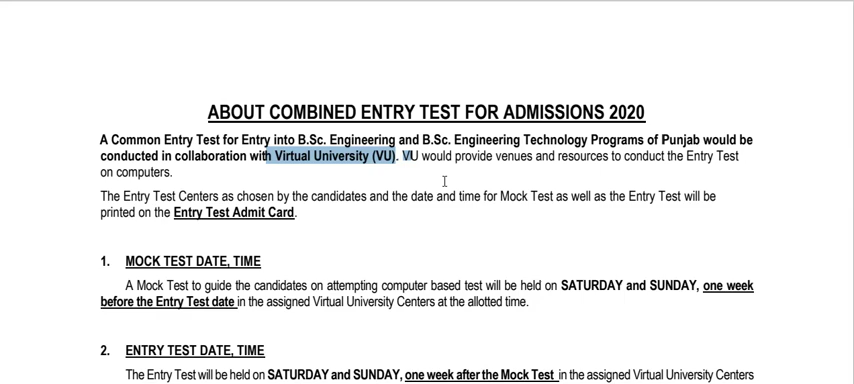 ABOUT COMBINED ENTRY TEST FOR ADMISSIONS 2020
A Common Entry Test for Entry into B.Sc. Engineering and B.Sc. Engineering Technology Programs of Punjab would be
conducted in collaboration with Virtual University (VU). VU would provide venues and resources to conduct the Entry Test
on computers.
The Entry Test Centers as chosen by the candidates and the date and time for Mock Test as well as the Entry Test will be
printed on the Entry Test Admit Card.
1. MOCK TEST DATE, TIME
A Mock Test to guide the candidates on attempting computer based test will be held on SATURDAY and SUNDAY, one week
before the Entry Test date in the assigned Virtual University Centers at the allotted time.
2. ENTRY TEST DATE, TIME
The Entry Test will be held on SATURDAY and SUNDAY, one week after the Mock Test in the assigned Virtual University Centers